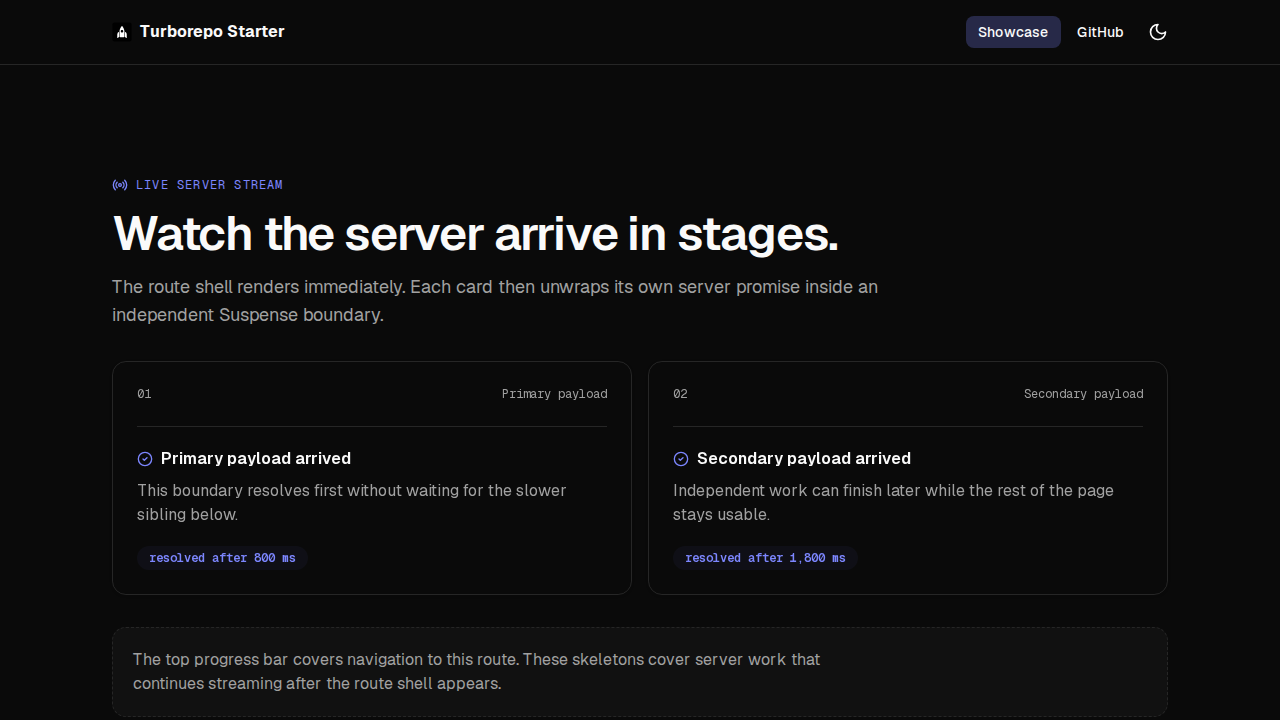 Turborepo Starter
Showcase
GitHub
LIVE SERVER STREAM
Watch the server arrive in stages.
The route shell renders immediately. Each card then unwraps its own server promise inside an
independent Suspense boundary.
01
Primary payload
Primary payload arrived
This boundary resolves first without waiting for the slower
sibling below.
resolved after 800 ms
02
Secondary payload
Secondary payload arrived
Independent work can finish later while the rest of the page
stays usable.
resolved after 1,800 ms
The top progress bar covers navigation to this route. These skeletons cover server work that
continues streaming after the route shell appears.